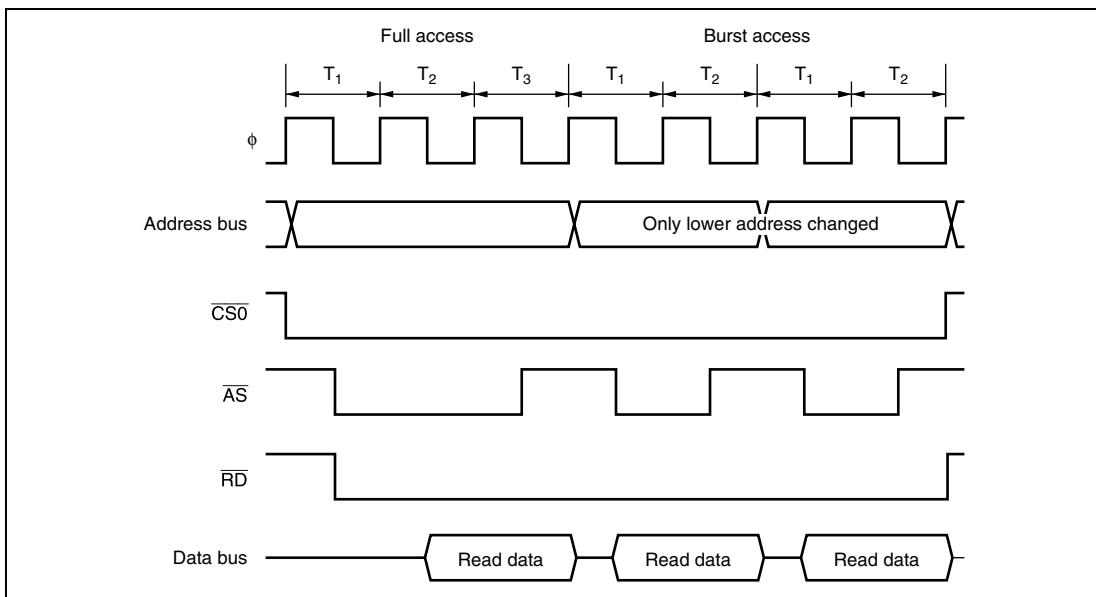 Full access Burst access
T1 T2 T3 T1 T2 T1 T2
ϕ
Address bus Only lower address changed
CS0
AS
RD
Data bus Read data Read data Read data